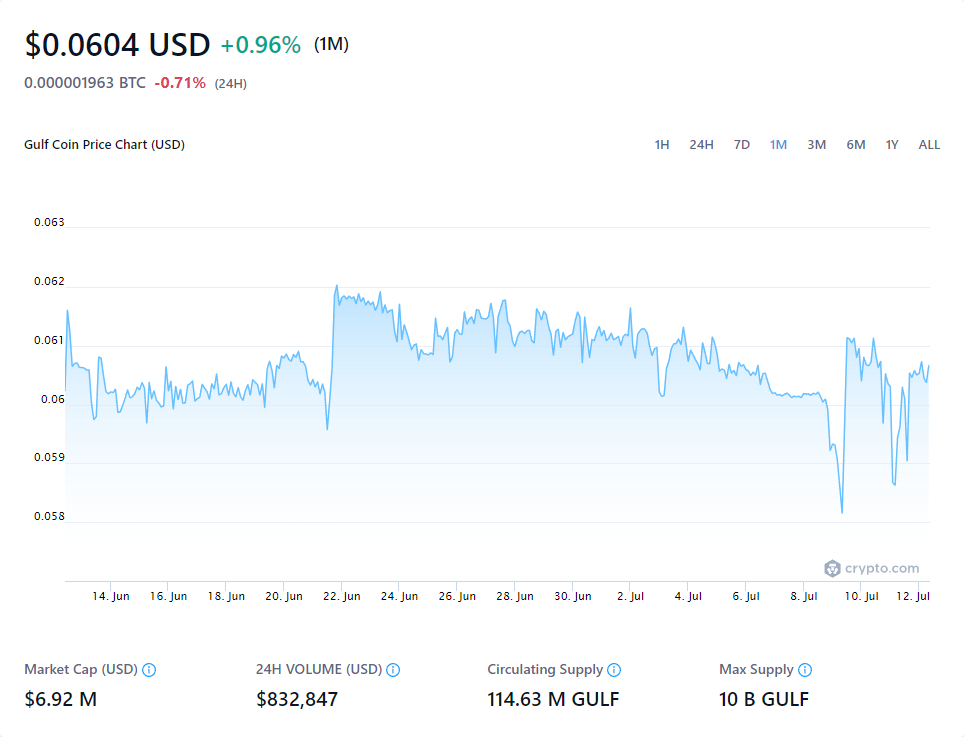 $0.0604 USD +0.96% (1M)
0.000001963 BTC -0.71% (24H)
Gulf Coin Price Chart (USD) 1H 24H 7D 1M 3M 6M 1Y ALL
0.063
0.062
0.061
0.06
0.059
0.058
crypto.com
14. Jun 16. Jun 18. Jun 20. Jun 22. Jun 24. Jun 26. Jun 28. Jun 30. Jun 2. Jul 4. Jul 6. Jul 8. Jul 10. Jul 12. Jul
Market Cap (USD) 24H VOLUME (USD) Circulating Supply Max Supply
$6.92 M $832,847 114.63 M GULF 10 B GULF